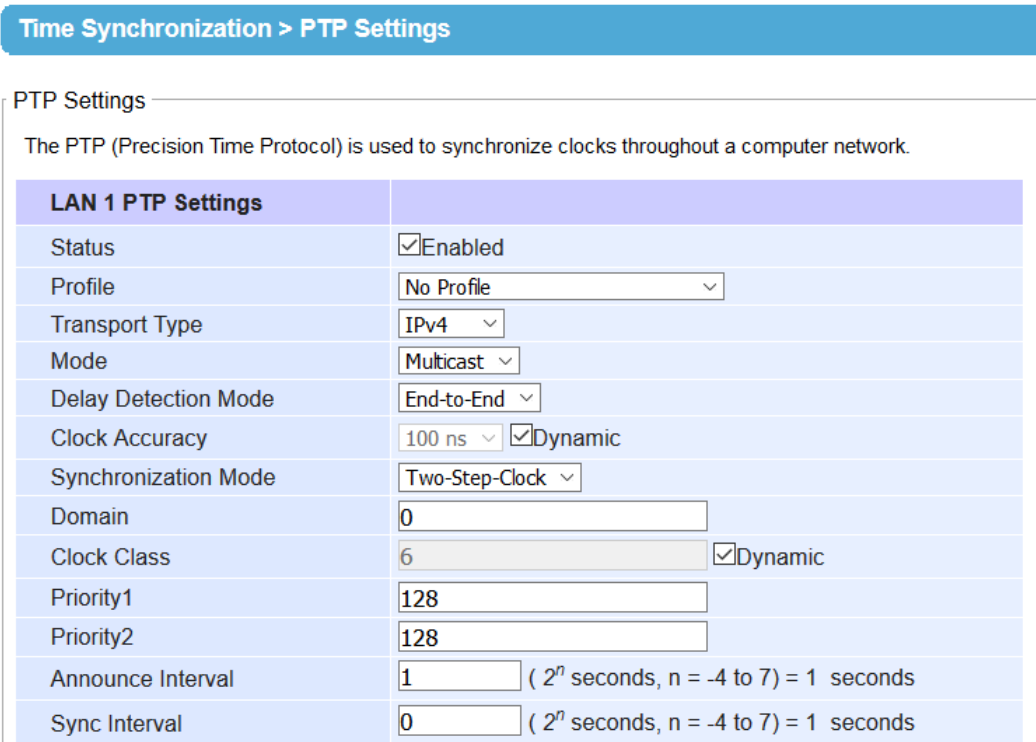 Time Synchronization > PTP Settings
PTP Settings
The PTP (Precision Time Protocol) is used to synchronize clocks throughout a computer network.
LAN 1 PTP Settings
Status Enabled
Profile No Profile
Transport Type IPv4
Mode Multicast
Delay Detection Mode End-to-End
Clock Accuracy 100 ns Dynamic
Synchronization Mode Two-Step-Clock
Domain 0
Clock Class 6 Dynamic
Priority1 128
Priority2 128
Announce Interval 1 ( 2ⁿ seconds, n = -4 to 7) = 1 seconds
Sync Interval 0 ( 2ⁿ seconds, n = -4 to 7) = 1 seconds